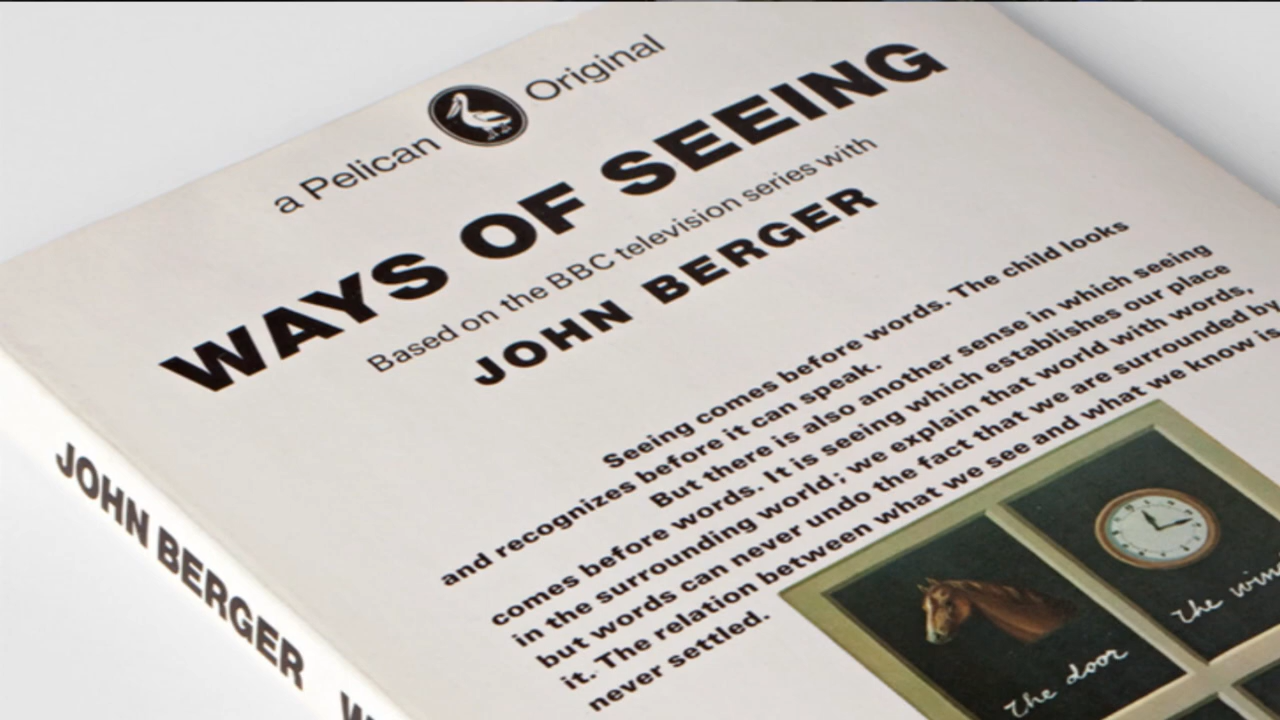 a Pelican Original
WAYS OF SEEING
Based on the BBC television series with
JOHN BERGER
Seeing comes before words. The child looks
and recognizes before it can speak.
But there is also another sense in which seeing
comes before words. It is seeing which establishes our place
in the surrounding world; we explain that world with words,
but words can never undo the fact that we are surrounded by
it. The relation between what we see and what we know is
never settled.
The door
the
JOHN BERGER